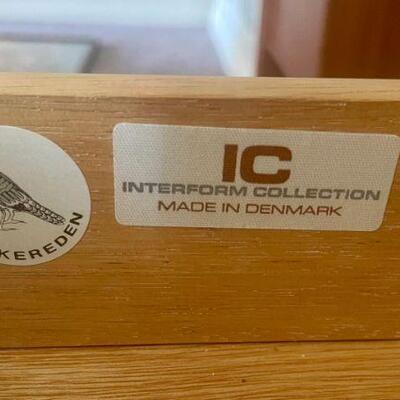 KEREDEN
IC
INTERFORM COLLECTION
MADE IN DENMARK